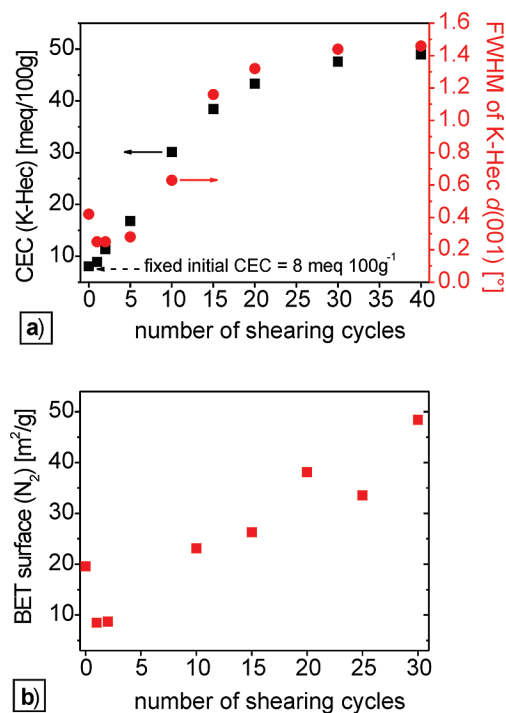 50
40
30
20
10
CEC (K-Hec) [meq/100g]
1.6
1.4
1.2
1.0
0.8
0.6
0.4
0.2
0.0
FWHM of K-Hec d(001) [°]
fixed initial CEC = 8 meq 100g⁻¹
0 5 10 15 20 25 30 35 40
number of shearing cycles
a)
50
40
30
20
10
BET surface (N₂) [m²/g]
0 5 10 15 20 25 30
number of shearing cycles
b)